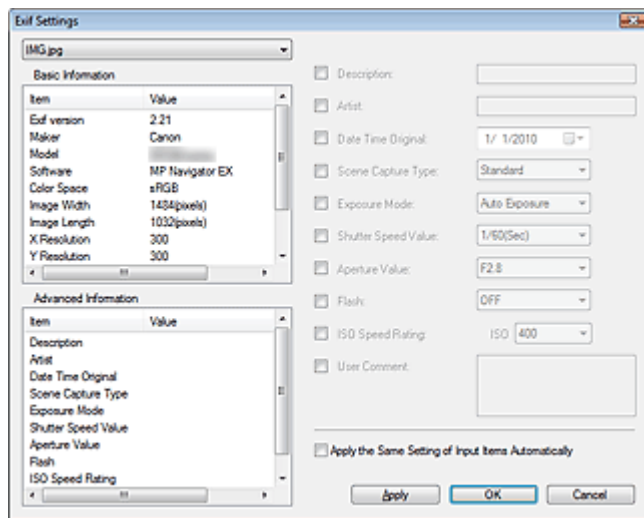 Exif Settings
IMG.jpg
Basic Information
Item Value
Exif version 2.21
Maker Canon
Model
Software MP Navigator EX
Color Space sRGB
Image Width 1484(pixels)
Image Length 1032(pixels)
X Resolution 300
Y Resolution 300
Advanced Information
Item Value
Description
Artist
Date Time Original
Scene Capture Type
Exposure Mode
Shutter Speed Value
Aperture Value
Flash
ISO Speed Rating
Description:
Artist:
Date Time Original: 1/ 1/2010
Scene Capture Type: Standard
Exposure Mode: Auto Exposure
Shutter Speed Value: 1/60(Sec)
Aperture Value: F2.8
Flash: OFF
ISO Speed Rating: ISO 400
User Comment:
Apply the Same Setting of Input Items Automatically
Apply OK Cancel